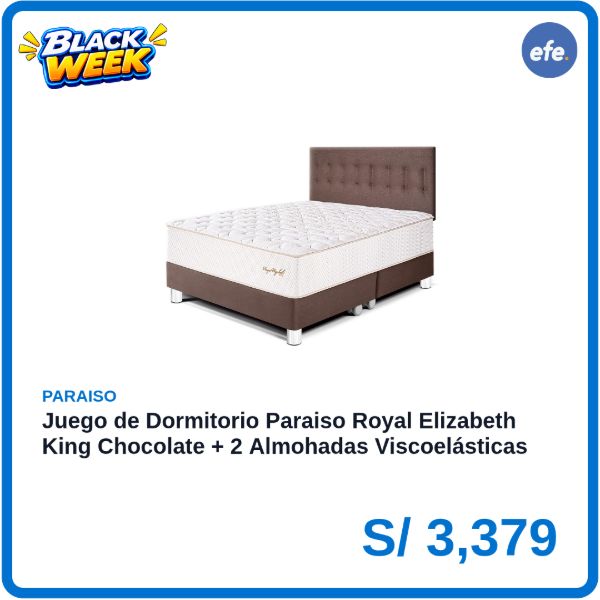 BLACK
WEEK
efe.
PARAISO
Juego de Dormitorio Paraiso Royal Elizabeth
King Chocolate + 2 Almohadas Viscoelásticas
S/ 3,379